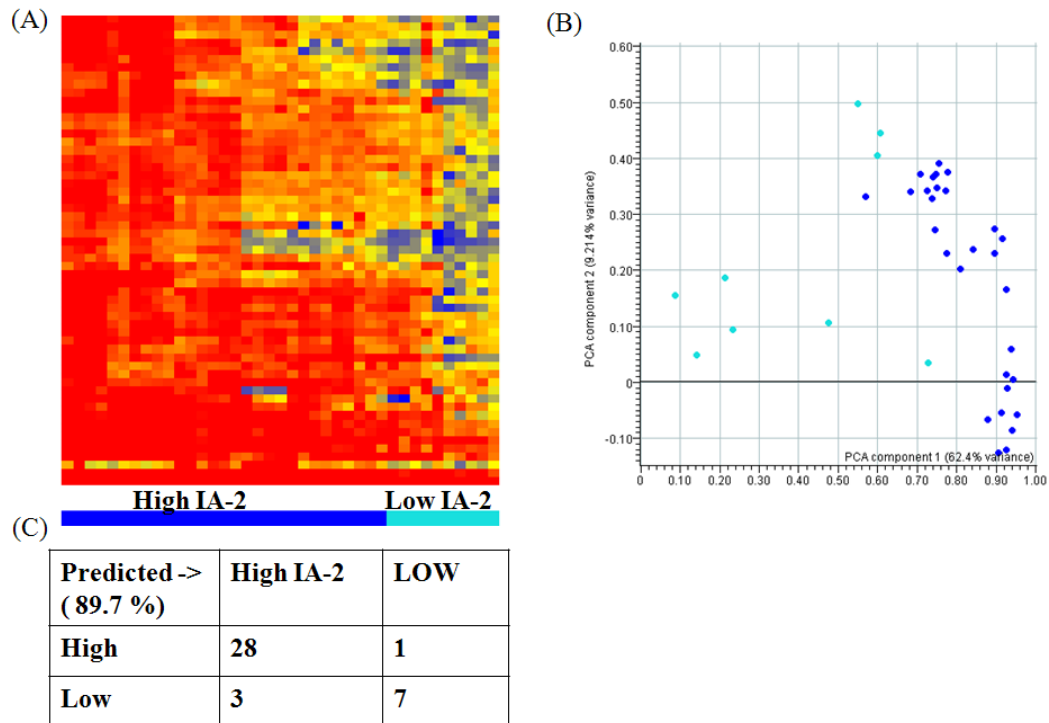 (A)
High IA-2 Low IA-2
(B)
0.60
0.50
0.40
0.30
0.20
0.10
0
-0.10
PCA component 2 (9.214% variance)
PCA component 1 (62.4% variance)
0 0.10 0.20 0.30 0.40 0.50 0.60 0.70 0.80 0.90 1.00
(C)
Predicted -> High IA-2 LOW
( 89.7 %)
High 28 1
Low 3 7